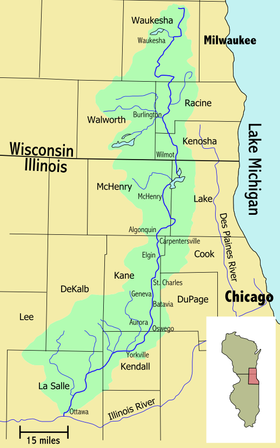 Waukesha
Waukesha
Milwaukee
Racine
Burlington
Walworth
Kenosha
Wisconsin
Illinois
Wilmot
Lake Michigan
McHenry
McHenry
Lake
Des Plaines River
Algonquin
Carpentersville
Elgin
Cook
Kane
St. Charles
DeKalb
Geneva
DuPage
Chicago
Batavia
Lee
Aurora
Oswego
Yorkville
Kendall
La Salle
Ottawa
Illinois River
15 miles